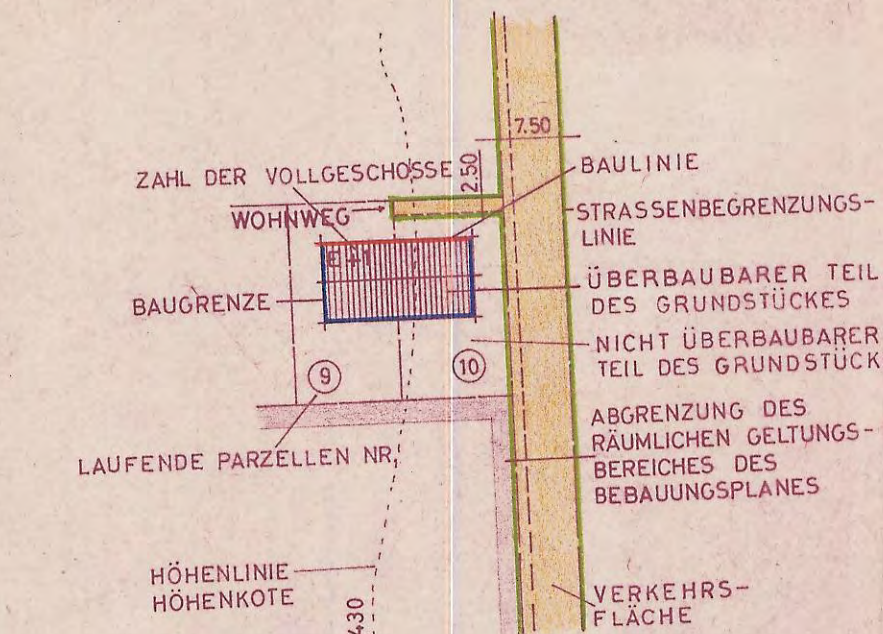 7.50
ZAHL DER VOLLGESCHOSSE
2.50
BAULINIE
WOHNWEG
STRASSENBEGRENZUNGS-
LINIE
E+1
BAUGRENZE
ÜBERBAUBARER TEIL
DES GRUNDSTÜCKES
NICHT ÜBERBAUBARER
TEIL DES GRUNDSTÜCK
9
10
ABGRENZUNG DES
RÄUMLICHEN GELTUNGS-
BEREICHES DES
BEBAUUNGSPLANES
LAUFENDE PARZELLEN NR.
HÖHENLINIE
HÖHENKOTE
430
VERKEHRS-
FLÄCHE